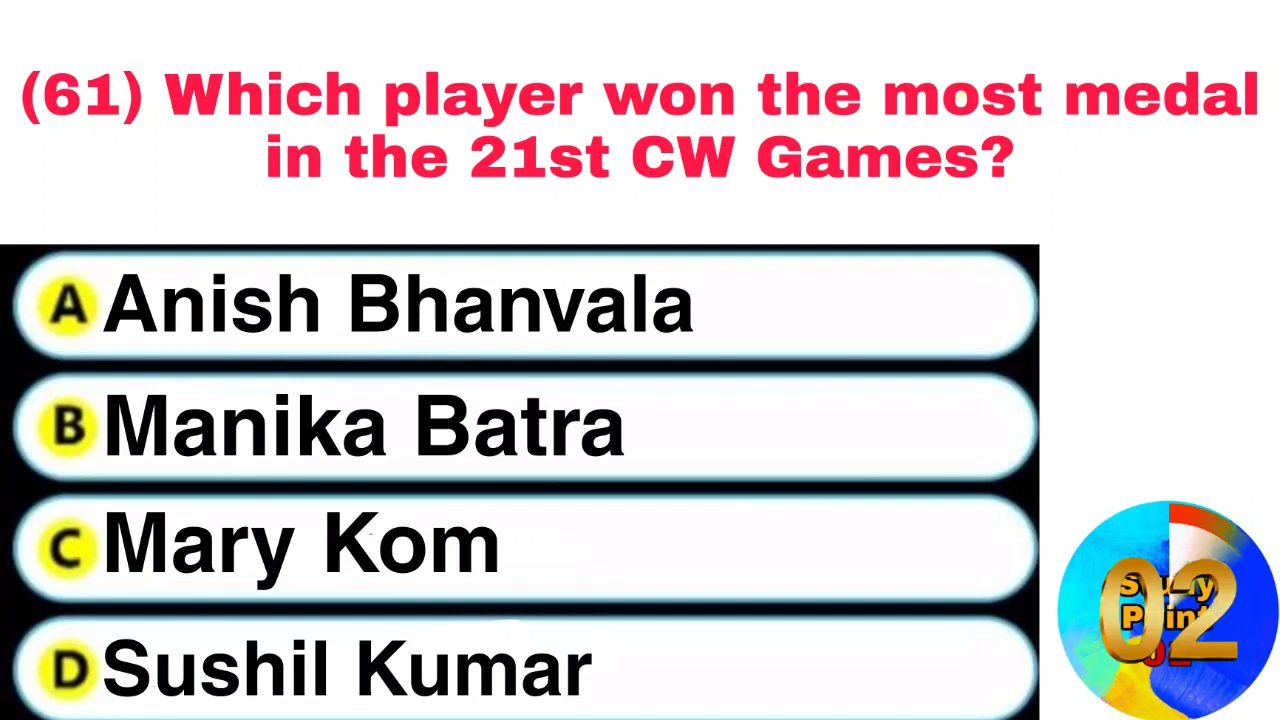 (61) Which player won the most medal
in the 21st CW Games?
A Anish Bhanvala
B Manika Batra
C Mary Kom
D Sushil Kumar
02